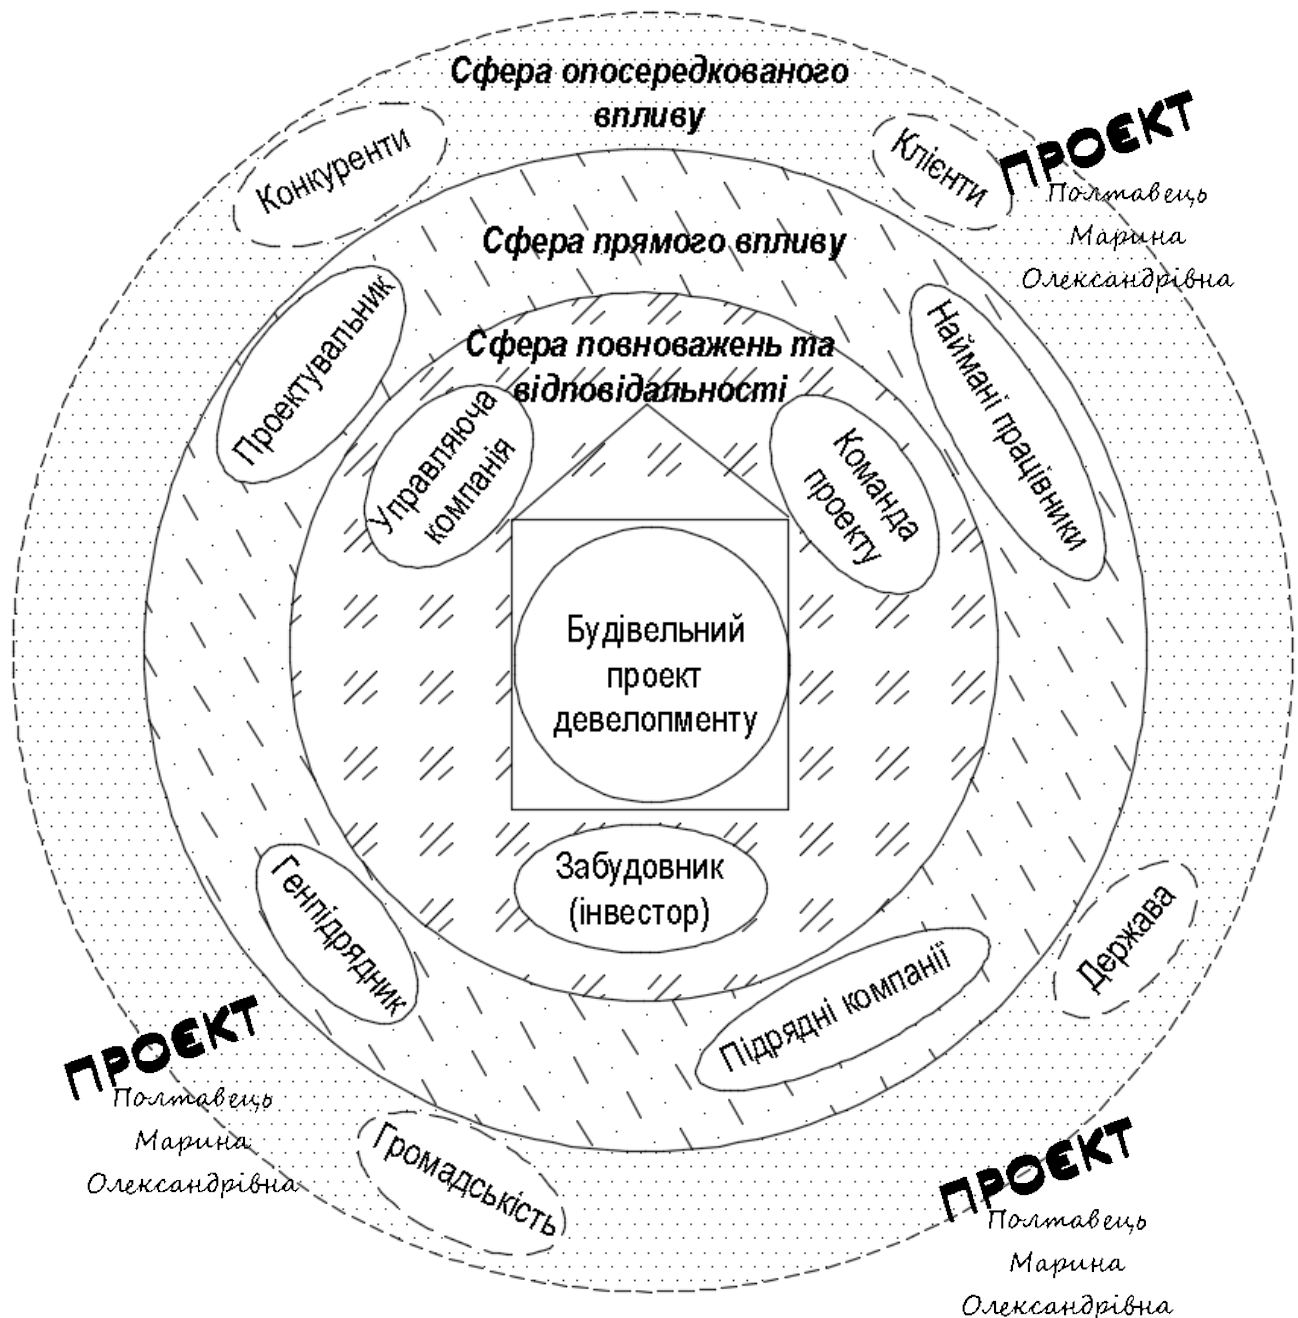 Сфера опосередкованого
впливу
Конкуренти
Клієнти
ПРОЄКТ
Полтавець
Марина
Олександрівна
Сфера прямого впливу
Проектувальник
Наймані працівники
Сфера повноважень та
відповідальності
Управляюча
компанія
Команда
проекту
Будівельний
проект
девелопменту
Забудовник
(інвестор)
Генпідрядник
Підрядні компанії
Держава
ПРОЄКТ
Полтавець
Марина
Олександрівна
Громадськість
ПРОЄКТ
Полтавець
Марина
Олександрівна